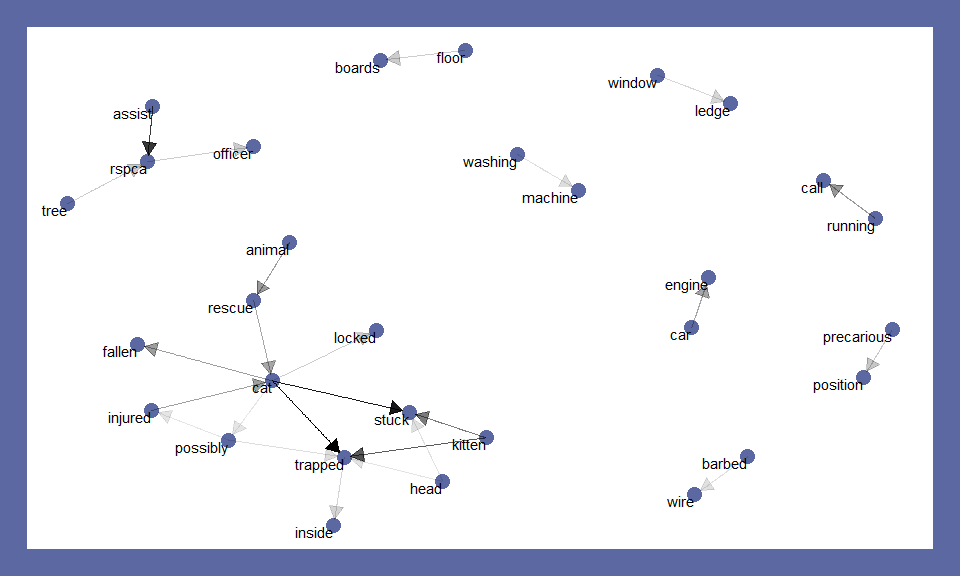 boards
floor
window
ledge
assist
officer
rspca
washing
machine
call
tree
running
animal
engine
rescue
locked
car
precarious
fallen
cat
position
injured
stuck
possibly
kitten
trapped
barbed
head
wire
inside